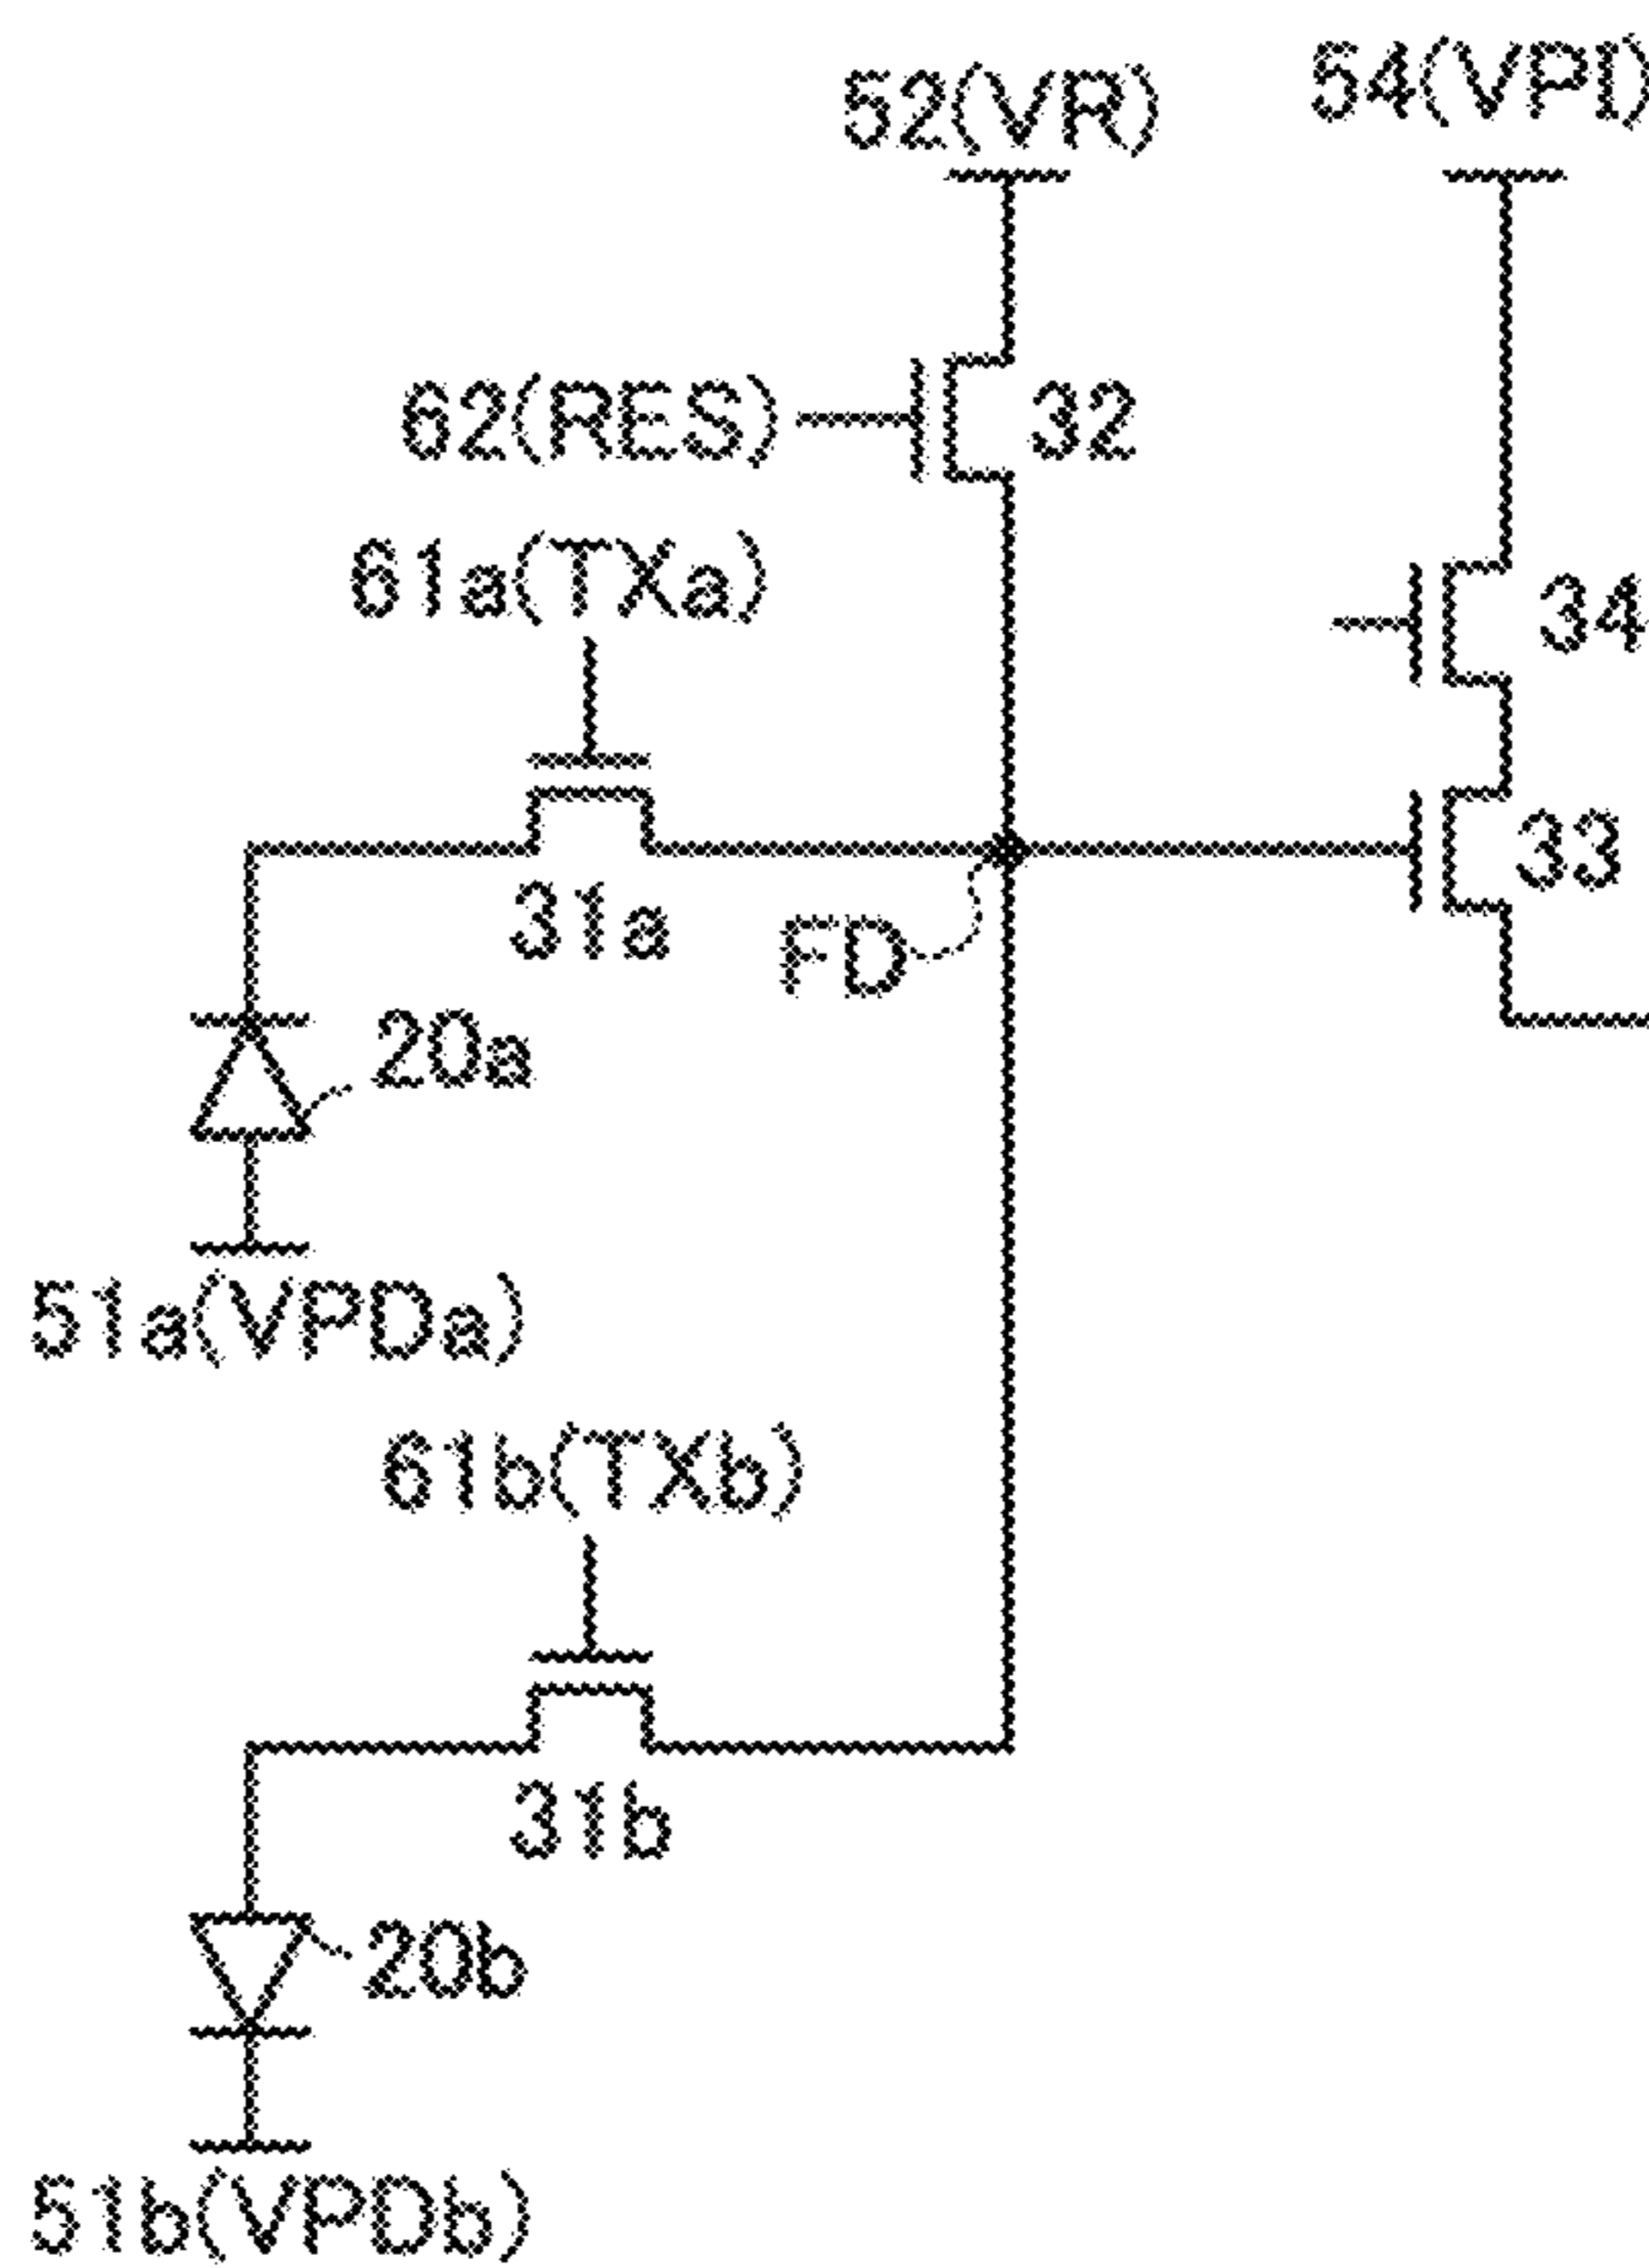 52(VR)
54(VPD
62(RES)
32
61a(TXa)
34
33
31a
FD
20a
51a(VPDa)
61b(TXb)
31b
20b
51b(VPDb)